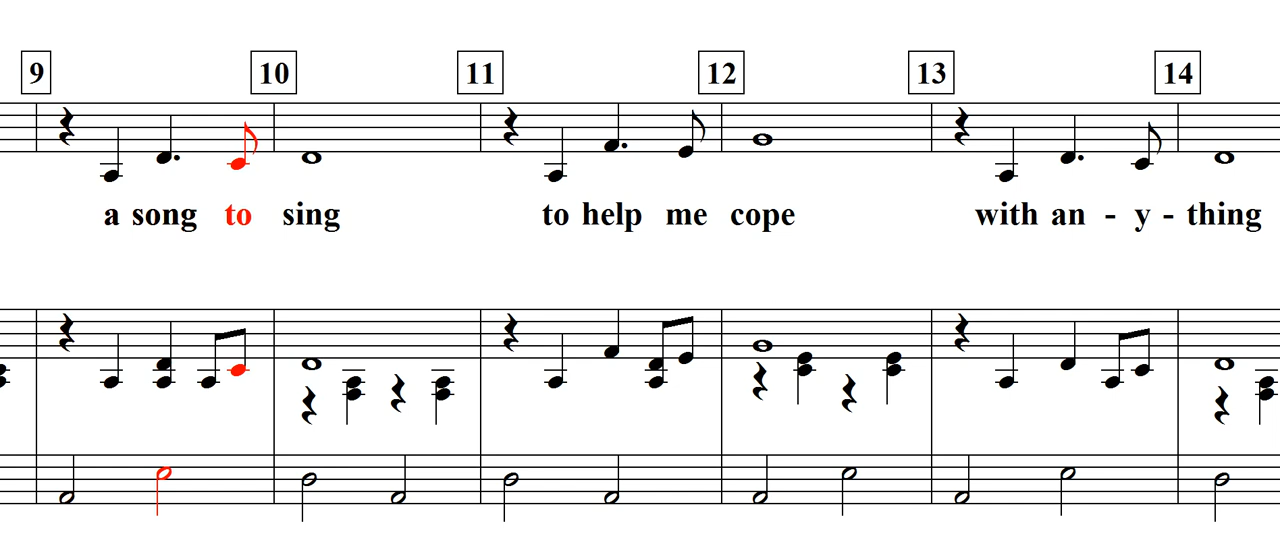 9 10 11 12 13 14
a song to sing to help me cope with an - y - thing